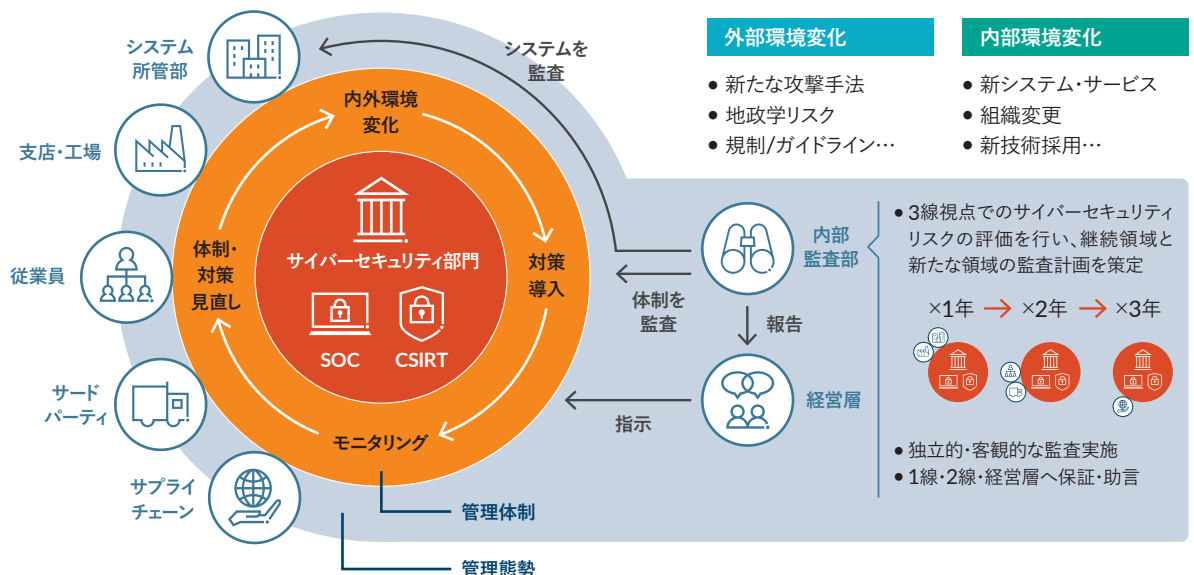 外部環境変化
• 新たな攻撃手法
• 地政学リスク
• 規制/ガイドライン…
内部環境変化
• 新システム・サービス
• 組織変更
• 新技術採用…
システム
所管部
支店・工場
従業員
サード
パーティ
サプライ
チェーン
内外環境
変化
対策
導入
モニタリング
体制・
対策
見直し
サイバーセキュリティ部門
SOC
CSIRT
管理体制
管理態勢
システムを
監査
体制を
監査
報告
指示
内部
監査部
経営層
• 3線視点でのサイバーセキュリティ
リスクの評価を行い、継続領域と
新たな領域の監査計画を策定
×1年
×2年
×3年
• 独立的・客観的な監査実施
• 1線・2線・経営層へ保証・助言